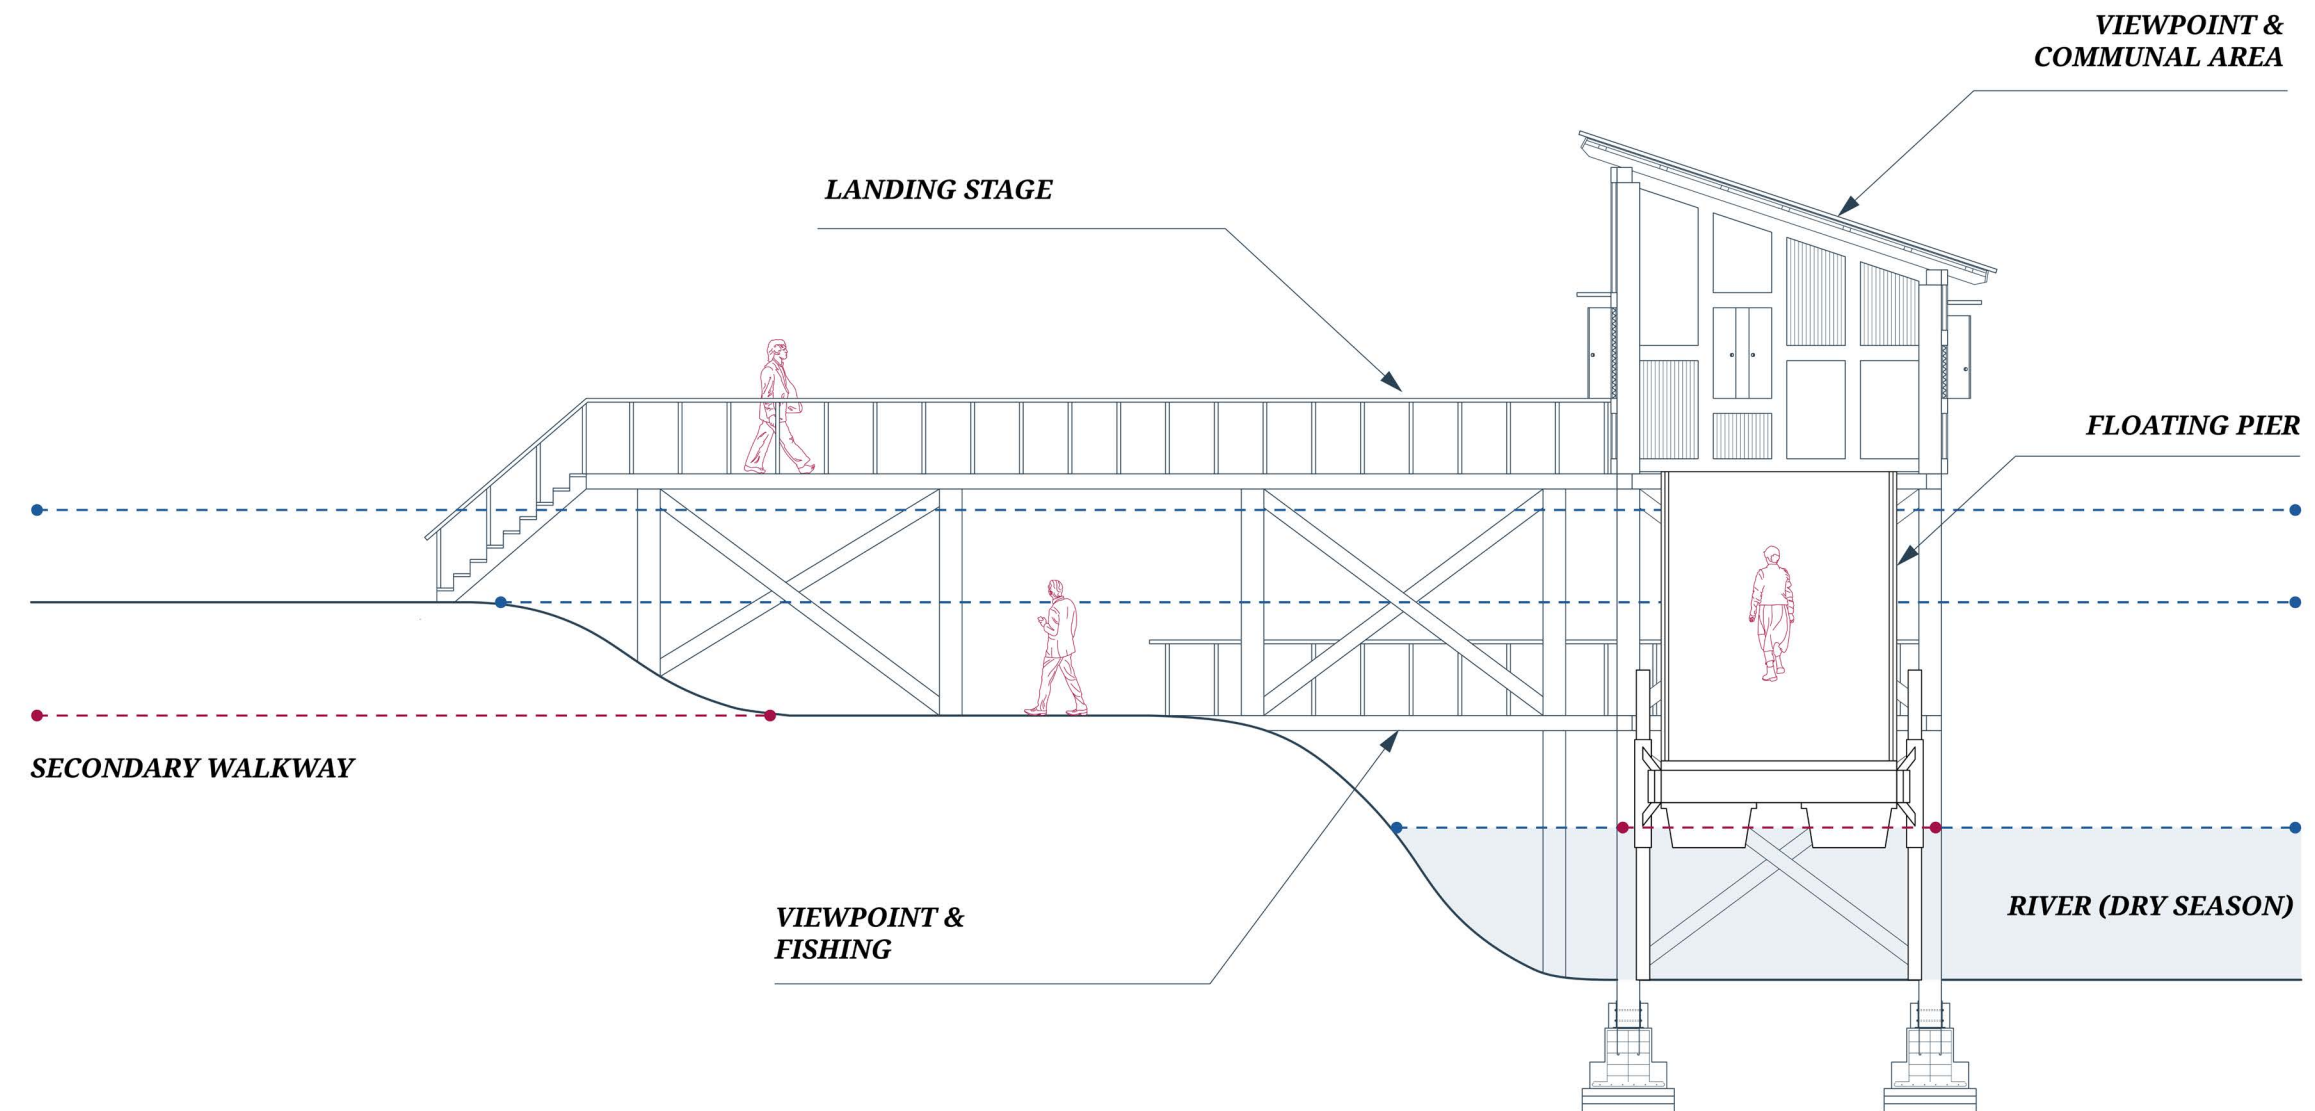 VIEWPOINT &
COMMUNAL AREA
LANDING STAGE
FLOATING PIER
SECONDARY WALKWAY
VIEWPOINT &
FISHING
RIVER (DRY SEASON)